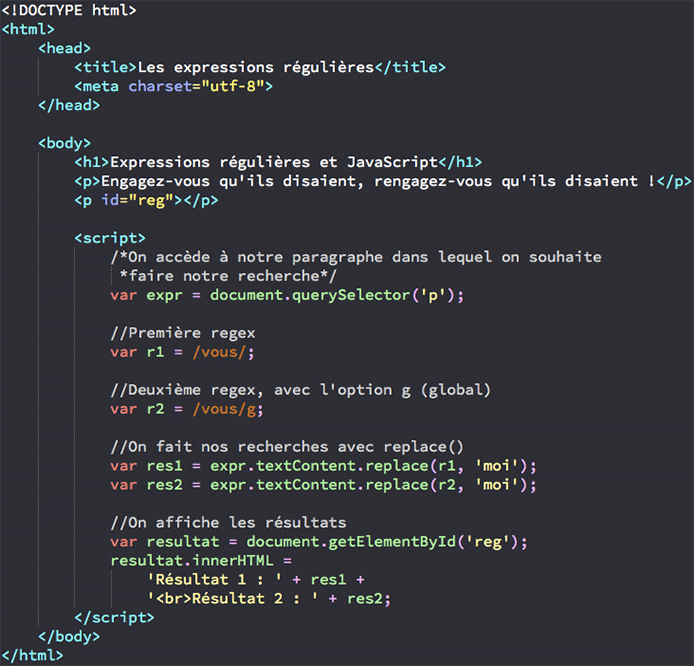 <!DOCTYPE html>
<html>
<head>
<title>Les expressions régulières</title>
<meta charset="utf-8">
</head>
<body>
<h1>Expressions régulières et JavaScript</h1>
<p>Engagez-vous qu'ils disaient, rengagez-vous qu'ils disaient !</p>
<p id="reg"></p>
<script>
/*On accède à notre paragraphe dans lequel on souhaite
*faire notre recherche*/
var expr = document.querySelector('p');
//Première regex
var r1 = /vous/;
//Deuxième regex, avec l'option g (global)
var r2 = /vous/g;
//On fait nos recherches avec replace()
var res1 = expr.textContent.replace(r1, 'moi');
var res2 = expr.textContent.replace(r2, 'moi');
//On affiche les résultats
var resultat = document.getElementById('reg');
resultat.innerHTML =
'Résultat 1 : ' + res1 +
'<br>Résultat 2 : ' + res2;
</script>
</body>
</html>